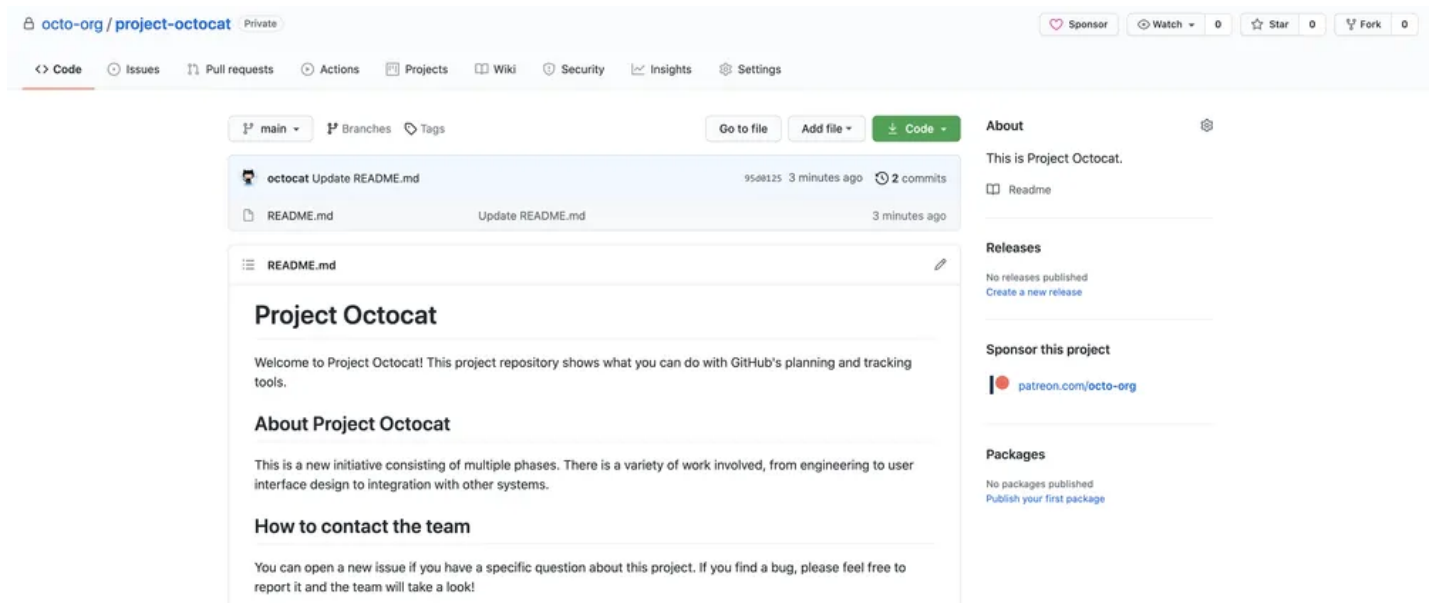 octo-org / project-octocat Private
Sponsor Watch 0 Star 0 Fork 0
Code Issues Pull requests Actions Projects Wiki Security Insights Settings
main Branches Tags Go to file Add file Code
octocat Update README.md 95d0125 3 minutes ago 2 commits
README.md Update README.md 3 minutes ago
README.md
Project Octocat
Welcome to Project Octocat! This project repository shows what you can do with GitHub's planning and tracking
tools.
About Project Octocat
This is a new initiative consisting of multiple phases. There is a variety of work involved, from engineering to user
interface design to integration with other systems.
How to contact the team
You can open a new issue if you have a specific question about this project. If you find a bug, please feel free to
report it and the team will take a look!
About
This is Project Octocat.
Readme
Releases
No releases published
Create a new release
Sponsor this project
patreon.com/octo-org
Packages
No packages published
Publish your first package